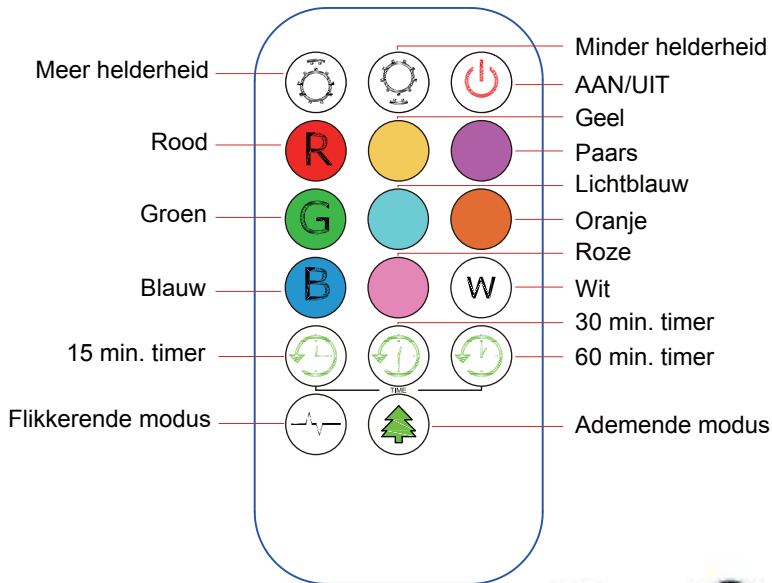 Meer helderheid
Minder helderheid
AAN/UIT
Geel
Rood
R
Paars
Lichtblauw
Groen
G
Oranje
Roze
Blauw
B
W
Wit
30 min. timer
15 min. timer
60 min. timer
TIME
Flikkerende modus
Ademende modus